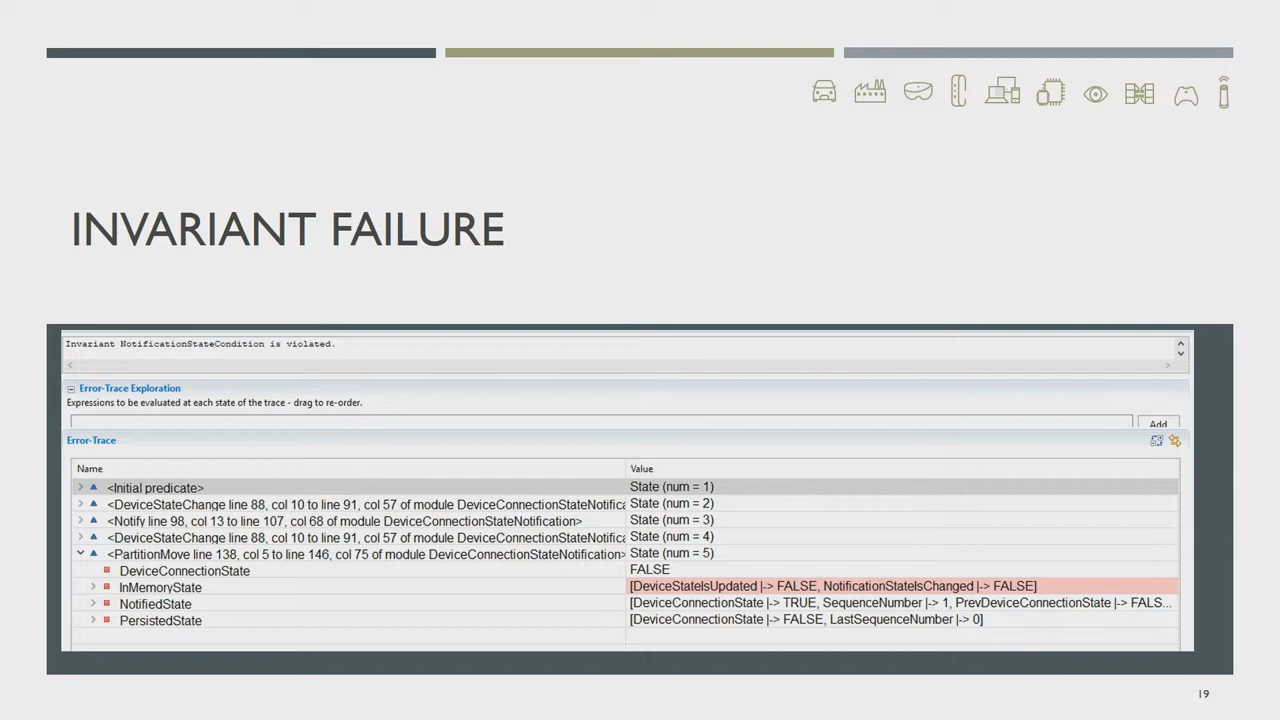 INVARIANT FAILURE
Invariant NotificationStateCondition is violated.
Error-Trace Exploration
Expressions to be evaluated at each state of the trace - drag to re-order.
Add
Error-Trace
Name Value
<Initial predicate> State (num = 1)
<DeviceStateChange line 88, col 10 to line 91, col 57 of module DeviceConnectionStateNotifica State (num = 2)
<Notify line 98, col 13 to line 107, col 68 of module DeviceConnectionStateNotification> State (num = 3)
<DeviceStateChange line 88, col 10 to line 91, col 57 of module DeviceConnectionStateNotifica State (num = 4)
<PartitionMove line 138, col 5 to line 146, col 75 of module DeviceConnectionStateNotification> State (num = 5)
DeviceConnectionState FALSE
InMemoryState [DeviceStateIsUpdated |-> FALSE, NotificationStateIsChanged |-> FALSE]
NotifiedState [DeviceConnectionState |-> TRUE, SequenceNumber |-> 1, PrevDeviceConnectionState |-> FALS...
PersistedState [DeviceConnectionState |-> FALSE, LastSequenceNumber |-> 0]
19